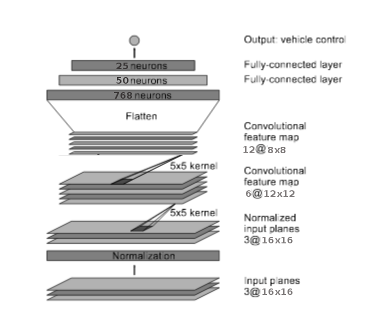 Output: vehicle control
25 neurons
Fully-connected layer
50 neurons
Fully-connected layer
768 neurons
Flatten
Convolutional
feature map
12@8x8
5x5 kernel
Convolutional
feature map
6@12x12
5x5 kernel
Normalized
input planes
3@16x16
Normalization
Input planes
3@16x16